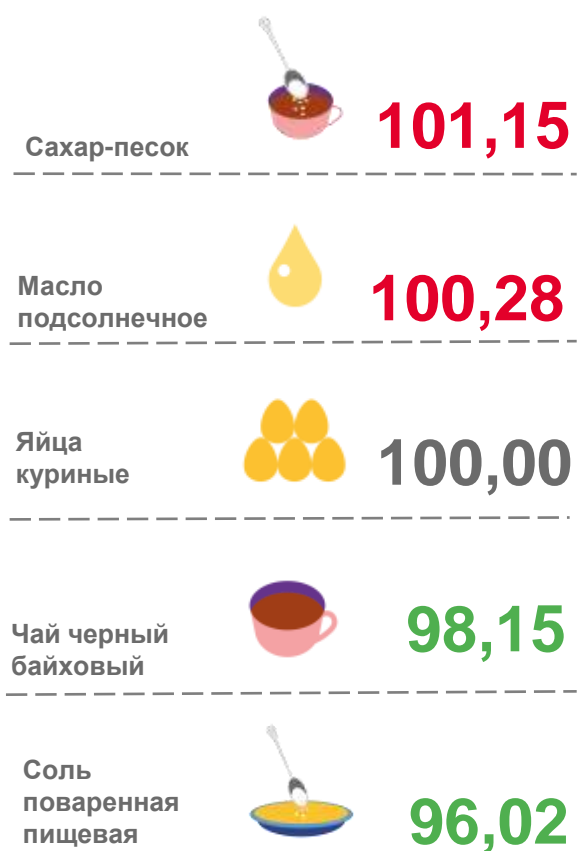 Сахар-песок
101,15
Масло
подсолнечное
100,28
Яйца
куриные
100,00
Чай черный
байховый
98,15
Соль
поваренная
пищевая
96,02